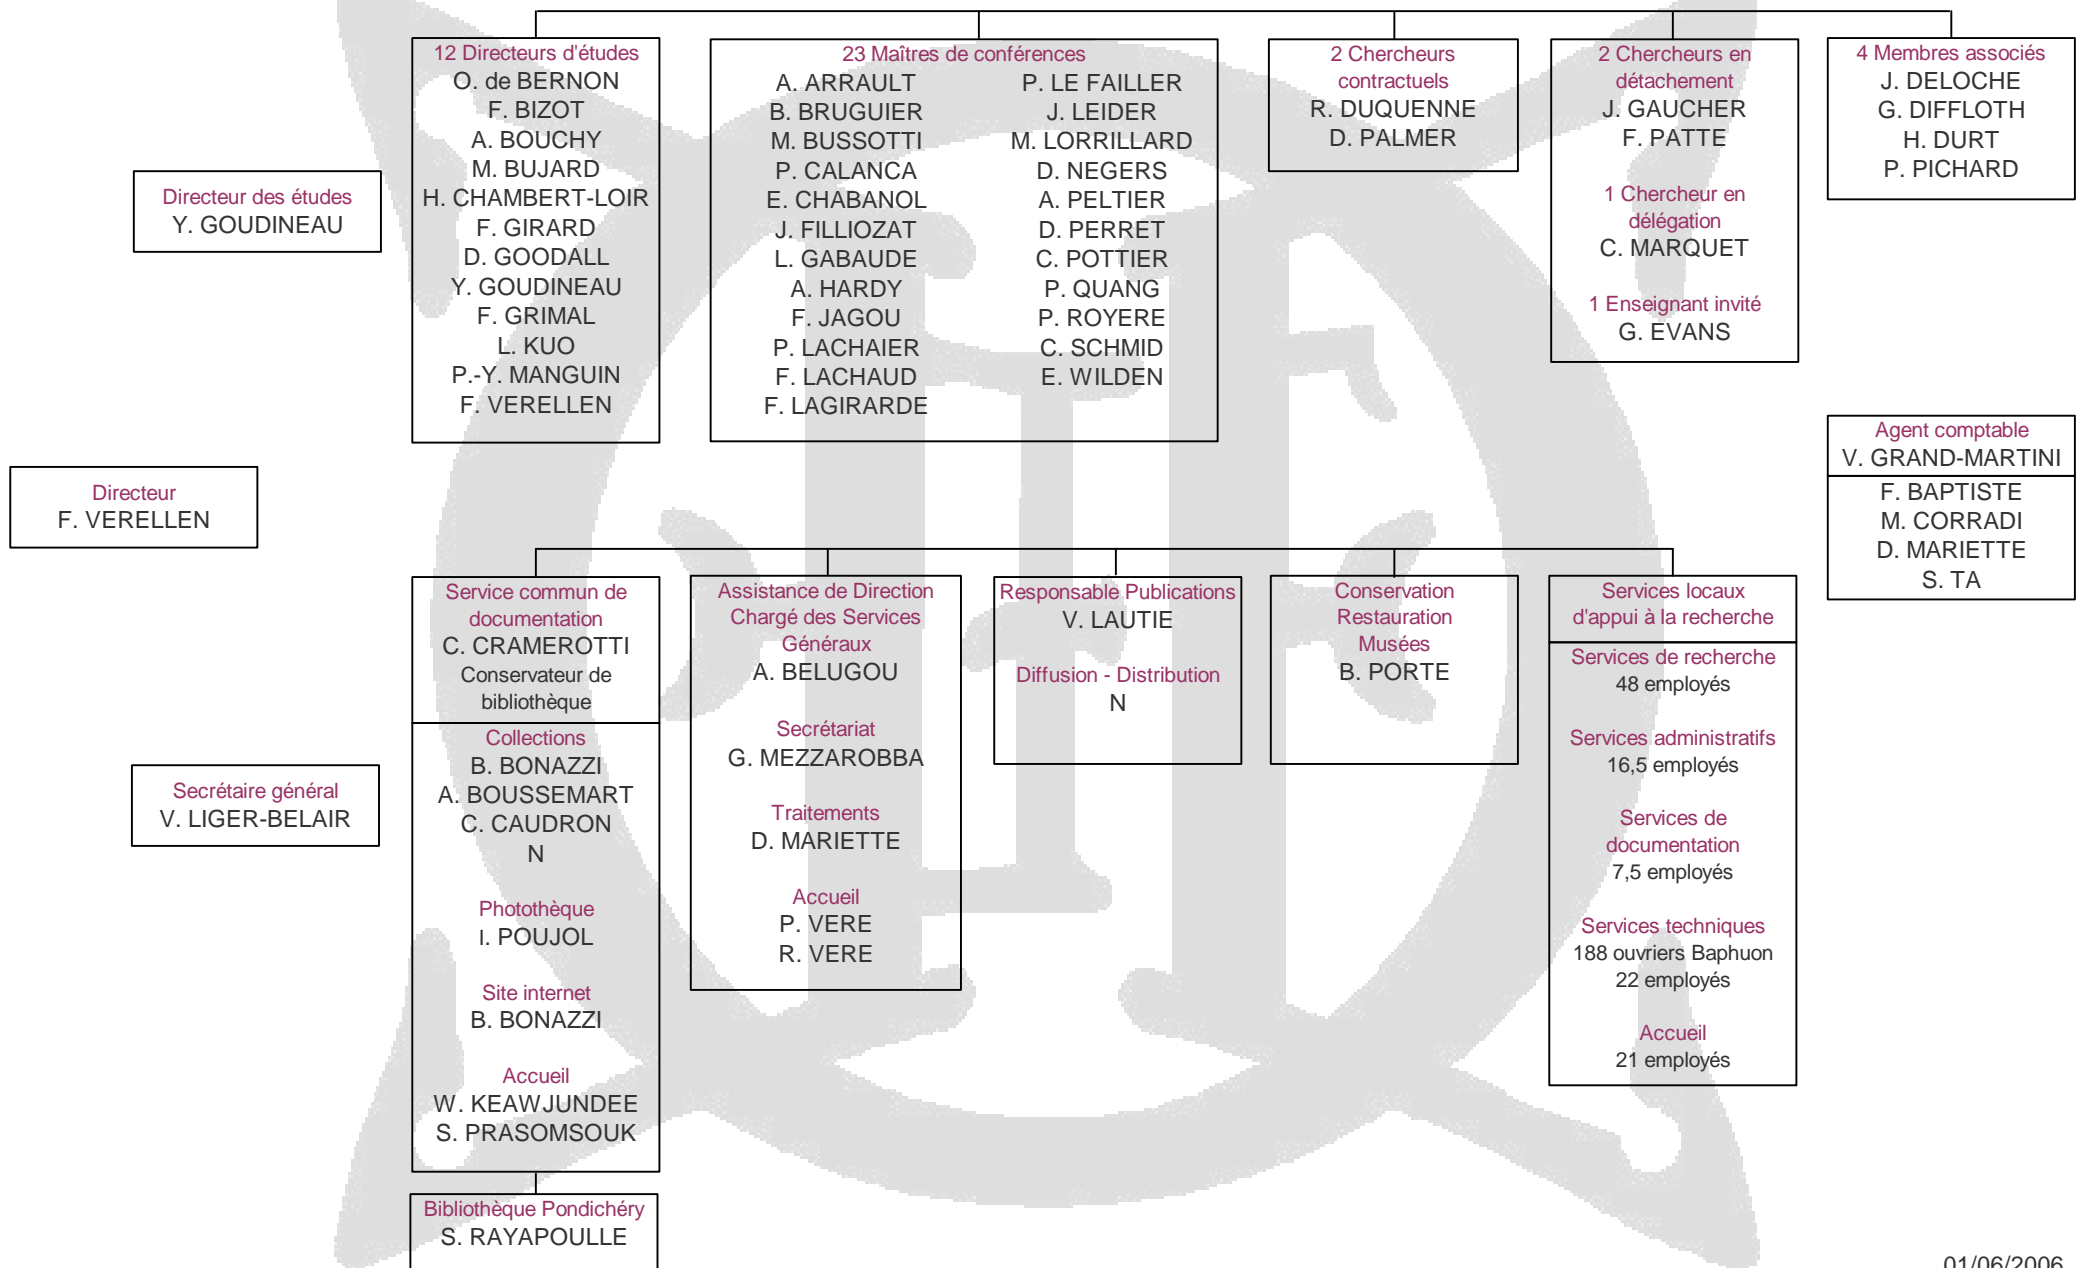 12 Directeurs d'études
O. de BERNON
F. BIZOT
A. BOUCHY
M. BUJARD
H. CHAMBERT-LOIR
F. GIRARD
D. GOODALL
Y. GOUDINEAU
F. GRIMAL
L. KUO
P.-Y. MANGUIN
F. VERELLEN
23 Maîtres de conférences
A. ARRAULT
B. BRUGUIER
M. BUSSOTTI
P. CALANCA
E. CHABANOL
J. FILLIOZAT
L. GABAUDE
A. HARDY
F. JAGOU
P. LACHAIER
F. LACHAUD
F. LAGIRARDE
P. LE FAILLER
J. LEIDER
M. LORRILLARD
D. NEGERS
A. PELTIER
D. PERRET
C. POTTIER
P. QUANG
P. ROYERE
C. SCHMID
E. WILDEN
2 Chercheurs
contractuels
R. DUQUENNE
D. PALMER
2 Chercheurs en
détachement
J. GAUCHER
F. PATTE
1 Chercheur en
délégation
C. MARQUET
1 Enseignant invité
G. EVANS
4 Membres associés
J. DELOCHE
G. DIFFLOTH
H. DURT
P. PICHARD
Directeur des études
Y. GOUDINEAU
Agent comptable
V. GRAND-MARTINI
F. BAPTISTE
M. CORRADI
D. MARIETTE
S. TA
Directeur
F. VERELLEN
Service commun de
documentation
C. CRAMEROTTI
Conservateur de
bibliothèque
Collections
B. BONAZZI
A. BOUSSEMART
C. CAUDRON
N
Photothèque
I. POUJOL
Site internet
B. BONAZZI
Accueil
W. KEAWJUNDEE
S. PRASOMSOUK
Bibliothèque Pondichéry
S. RAYAPOULLE
Assistance de Direction
Chargé des Services
Généraux
A. BELUGOU
Secrétariat
G. MEZZAROBBA
Traitements
D. MARIETTE
Accueil
P. VERE
R. VERE
Responsable Publications
V. LAUTIE
Diffusion - Distribution
N
Conservation
Restauration
Musées
B. PORTE
Services locaux
d'appui à la recherche
Services de recherche
48 employés
Services administratifs
16,5 employés
Services de
documentation
7,5 employés
Services techniques
188 ouvriers Baphuon
22 employés
Accueil
21 employés
Secrétaire général
V. LIGER-BELAIR
01/06/2006